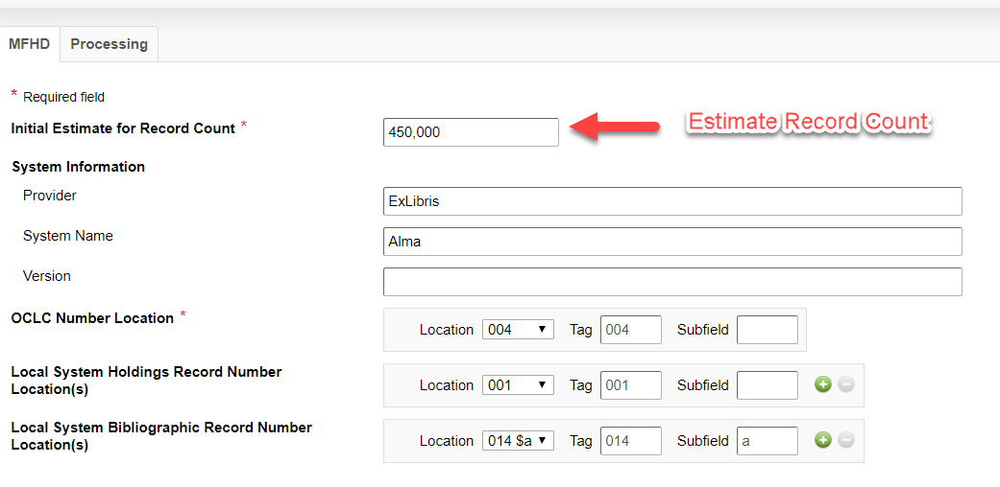 MFHD Processing
* Required field
Initial Estimate for Record Count * 450,000 Estimate Record Count
System Information
Provider ExLibris
System Name Alma
Version
OCLC Number Location * Location 004 Tag 004 Subfield
Local System Holdings Record Number
Location(s) Location 001 Tag 001 Subfield
Local System Bibliographic Record Number
Location(s) Location 014 $a Tag 014 Subfield a